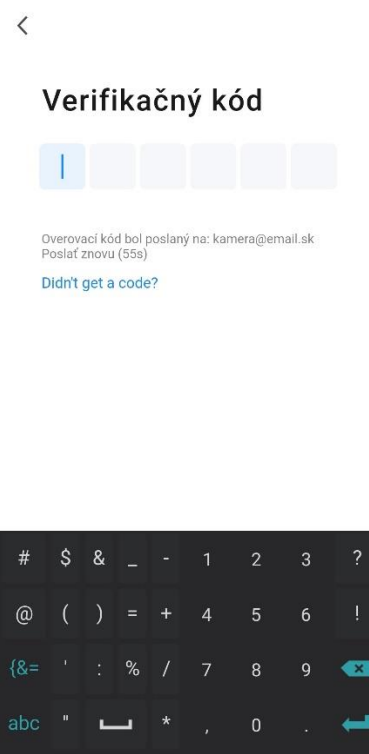 Verifikačný kód
Overovací kód bol poslaný na: kamera@email.sk
Poslať znovu (55s)
Didn't get a code?
# $ & _ - 1 2 3 ?
@ ( ) = + 4 5 6 !
{&= ' : % / 7 8 9
abc " * , 0 .